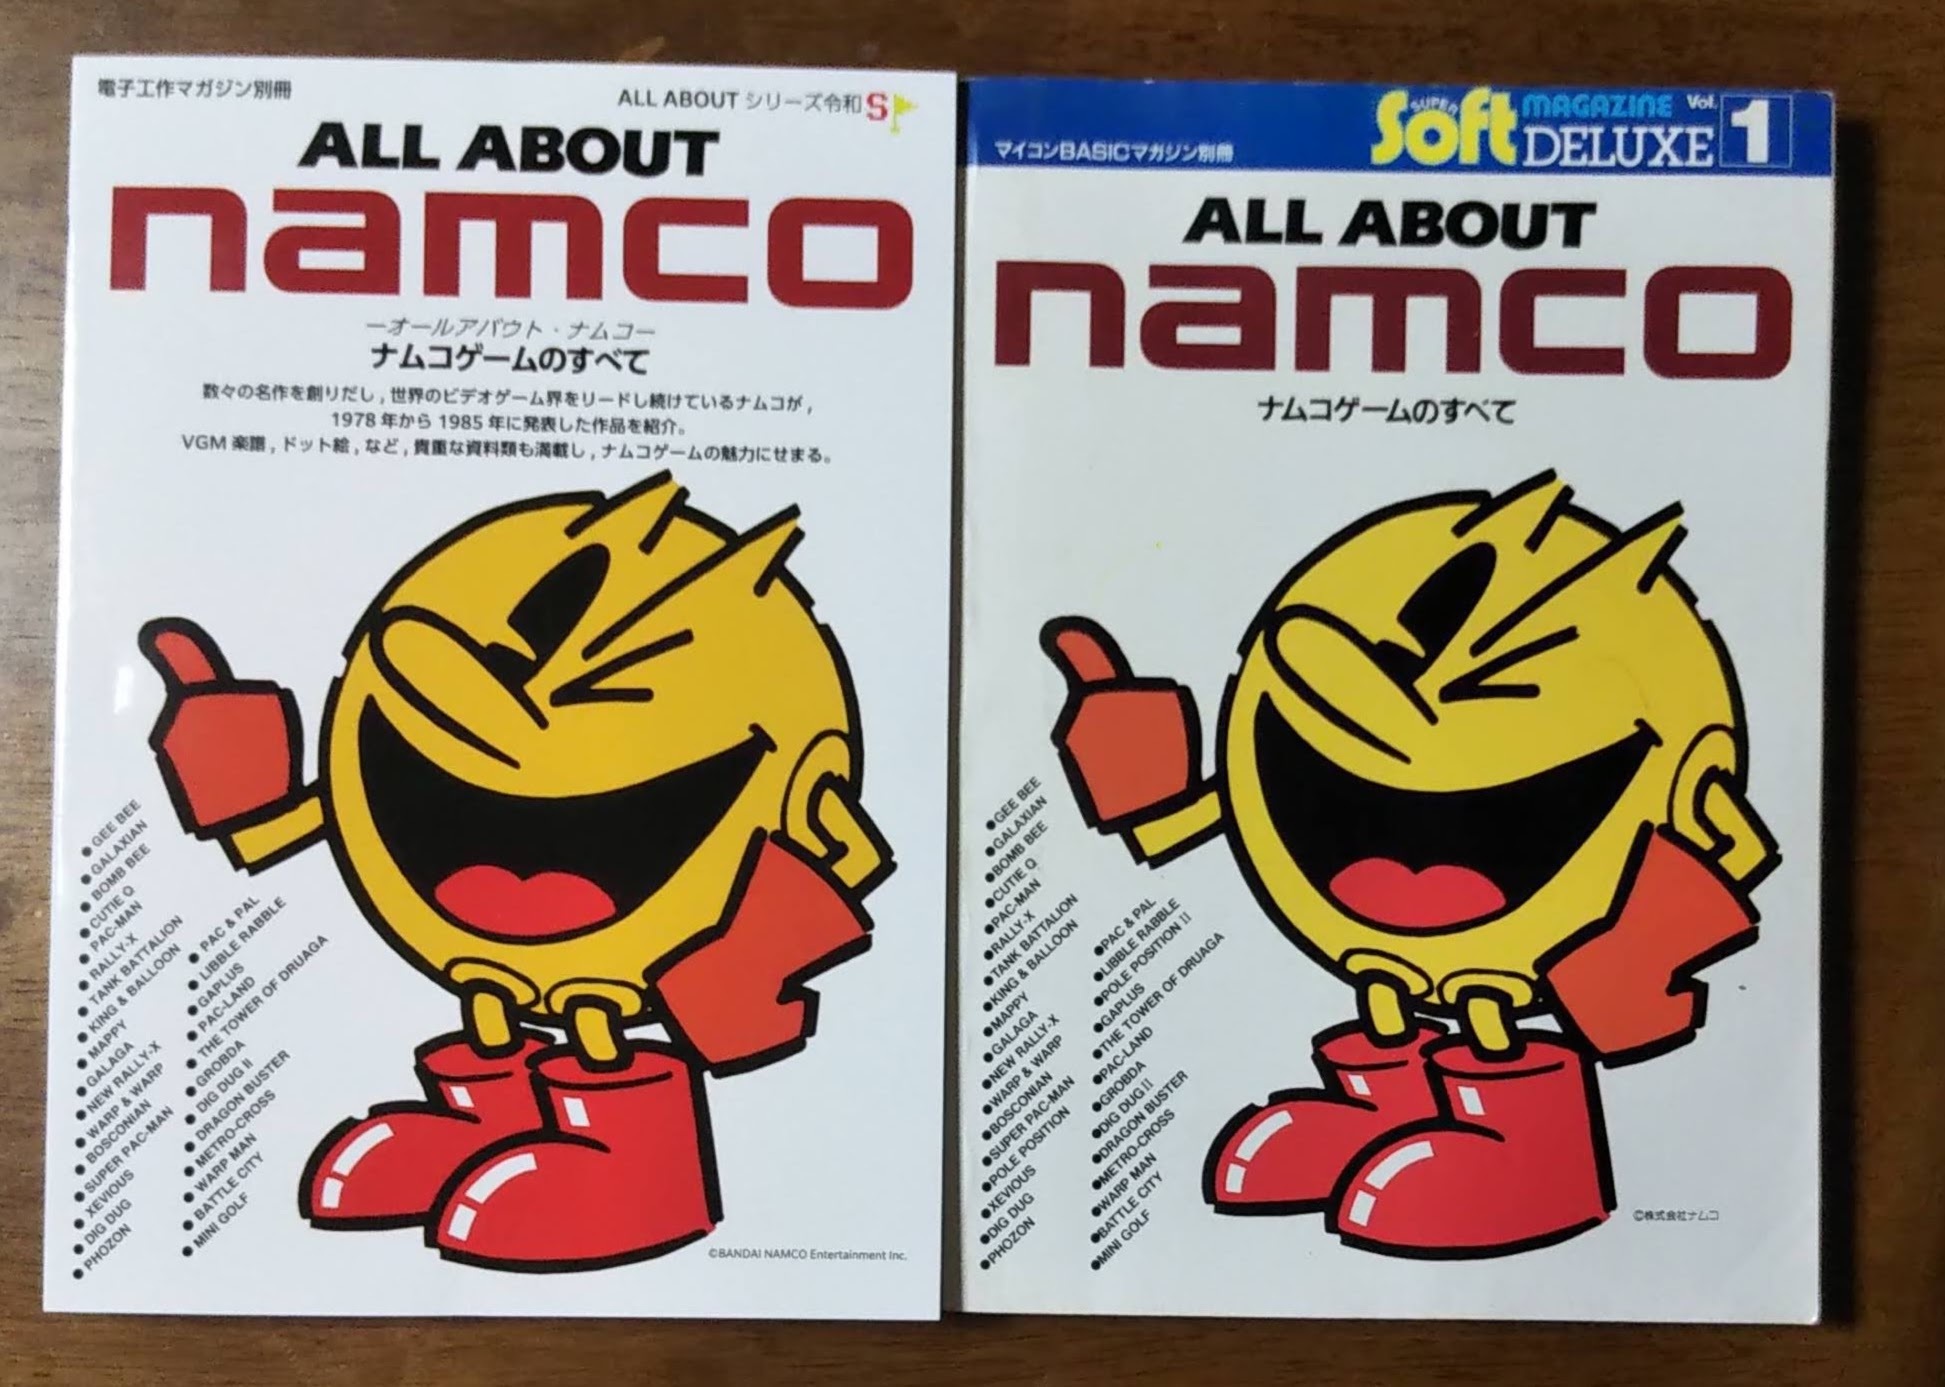 電子工作マガジン別冊
ALL ABOUT シリーズ令和 S
ALL ABOUT
namco
ーオールアバウト・ナムコー
ナムコゲームのすべて
数々の名作を創りだし,世界のビデオゲーム界をリードし続けているナムコが,
1978年から1985年に発表した作品を紹介。
VGM楽譜,ドット絵,など,貴重な資料類も満載し,ナムコゲームの魅力にせまる。
●GEE BEE
●GALAXIAN
●BOMB BEE
●CUTIE Q
●PAC-MAN
●RALLY-X
●TANK BATTALION
●KING & BALLOON
●MAPPY
●GALAGA
●NEW RALLY-X
●WARP & WARP
●BOSCONIAN
●SUPER PAC-MAN
●XEVIOUS
●DIG DUG
●PHOZON
●PAC & PAL
●LIBBLE RABBLE
●GAPLUS
●PAC-LAND
●THE TOWER OF DRUAGA
●GROBDA
●DIG DUG II
●DRAGON BUSTER
●METRO-CROSS
●WARP MAN
●BATTLE CITY
●MINI GOLF
©BANDAI NAMCO Entertainment Inc.
マイコンBASICマガジン別冊
SUPER Soft MAGAZINE DELUXE Vol. 1
ALL ABOUT
namco
ナムコゲームのすべて
●GEE BEE
●GALAXIAN
●BOMB BEE
●CUTIE Q
●PAC-MAN
●RALLY-X
●TANK BATTALION
●KING & BALLOON
●MAPPY
●GALAGA
●NEW RALLY-X
●WARP & WARP
●BOSCONIAN
●SUPER PAC-MAN
●POLE POSITION
●XEVIOUS
●DIG DUG
●PHOZON
●PAC & PAL
●LIBBLE RABBLE
●POLE POSITION II
●GAPLUS
●THE TOWER OF DRUAGA
●PAC-LAND
●GROBDA
●DIG DUG II
●DRAGON BUSTER
●METRO-CROSS
●WARP MAN
●BATTLE CITY
●MINI GOLF
©株式会社ナムコ